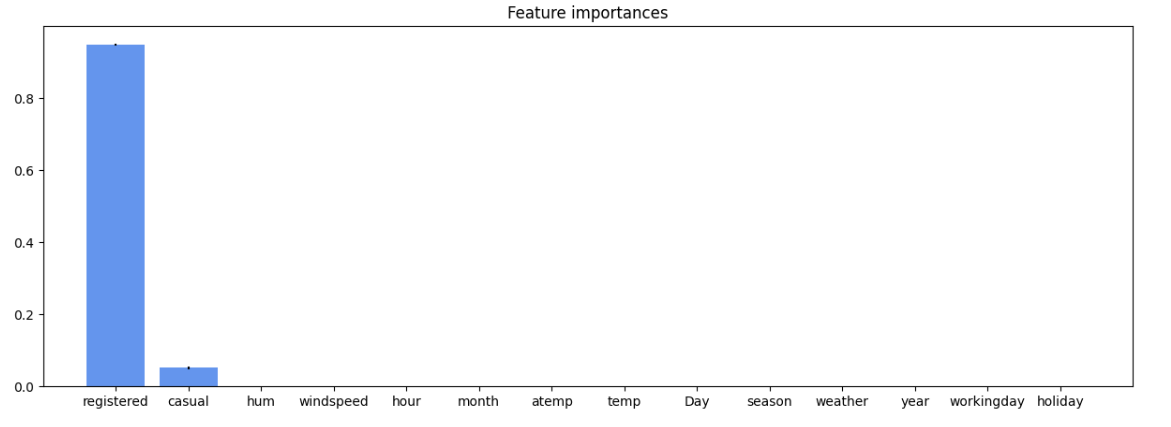 Feature importances
0.8
0.6
0.4
0.2
0.0
registered casual hum windspeed hour month atemp temp Day season weather year workingday holiday